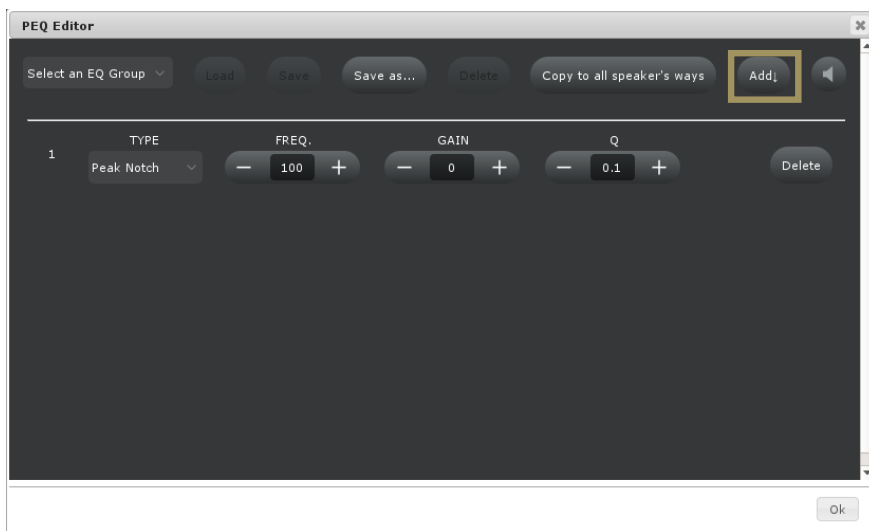 PEQ Editor
Select an EQ Group Load Save Save as... Delete Copy to all speaker's ways Add↓
TYPE FREQ. GAIN Q
1 Peak Notch − 100 + − 0 + − 0.1 + Delete
Ok